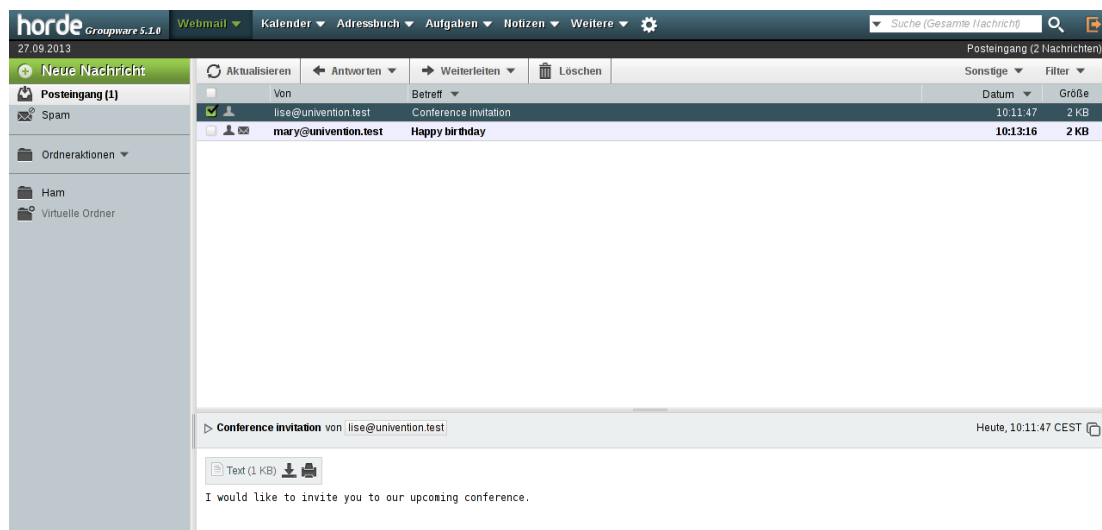 horde Groupware 5.1.0 Webmail Kalender Adressbuch Aufgaben Notizen Weitere Suche (Gesamte Nachricht)
27.09.2013 Posteingang (2 Nachrichten)
Neue Nachricht Aktualisieren Antworten Weiterleiten Löschen Sonstige Filter
Posteingang (1) Von Betreff Datum Größe
Spam lise@univention.test Conference invitation 10:11:47 2 KB
mary@univention.test Happy birthday 10:13:16 2 KB
Ordneraktionen
Ham
Virtuelle Ordner
Conference invitation von lise@univention.test Heute, 10:11:47 CEST
Text (1 KB)
I would like to invite you to our upcoming conference.